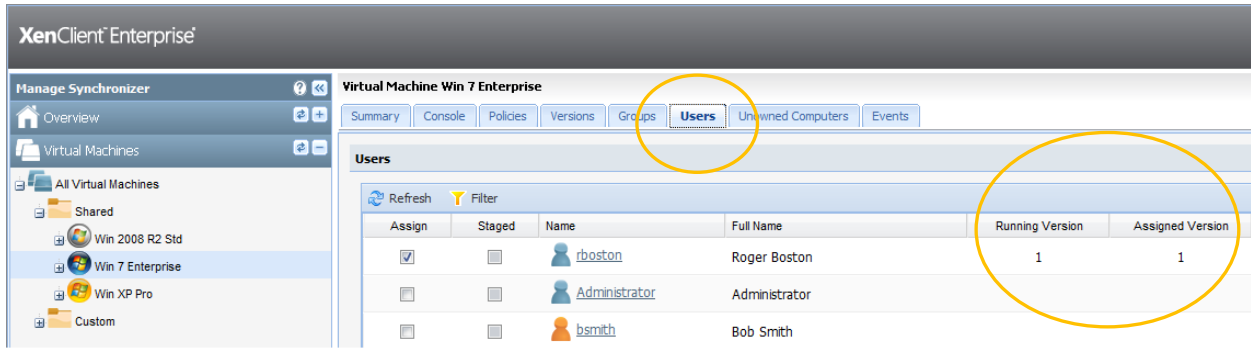 XenClient Enterprise
Manage Synchronizer
Overview
Virtual Machines
All Virtual Machines
Shared
Win 2008 R2 Std
Win 7 Enterprise
Win XP Pro
Custom
Virtual Machine Win 7 Enterprise
Summary Console Policies Versions Groups Users Unowned Computers Events
Users
Refresh Filter
Assign Staged Name Full Name Running Version Assigned Version
rboston Roger Boston 1 1
Administrator Administrator
bsmith Bob Smith